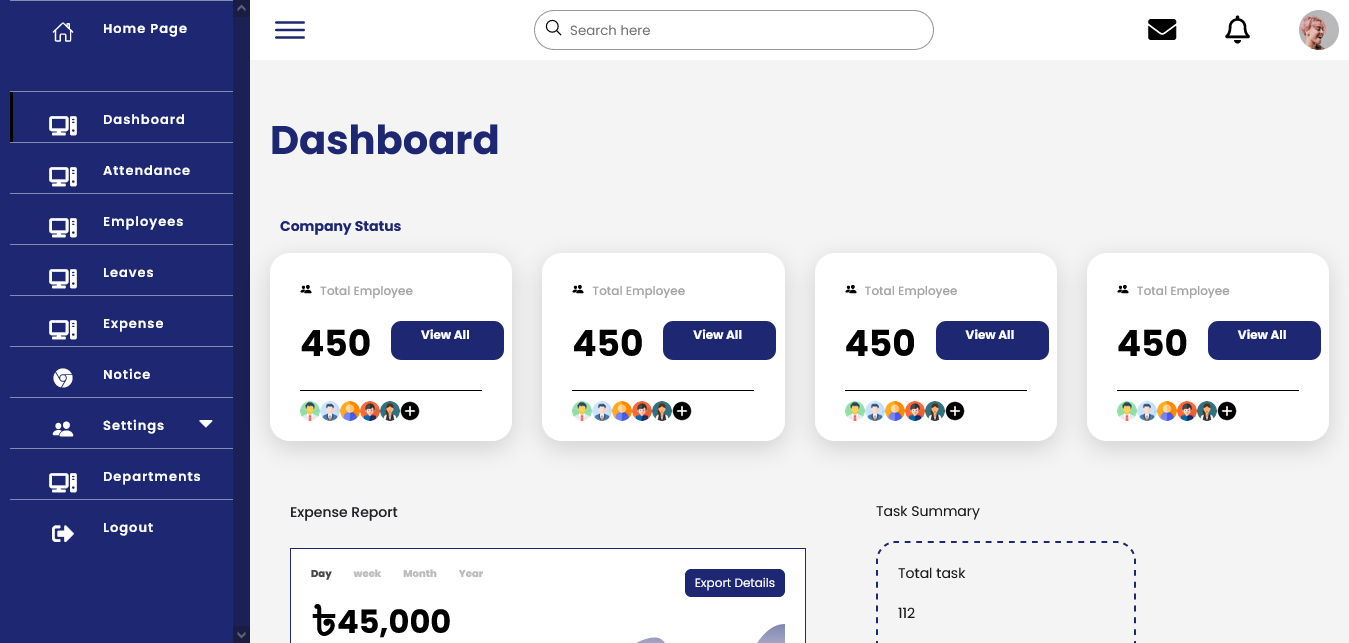 Home Page
Dashboard
Attendance
Employees
Leaves
Expense
Notice
Settings
Departments
Logout
Search here
Dashboard
Company Status
Total Employee
450 View All
Total Employee
450 View All
Total Employee
450 View All
Total Employee
450 View All
Expense Report
Day week Month Year
Export Details
৳45,000
Task Summary
Total task
112